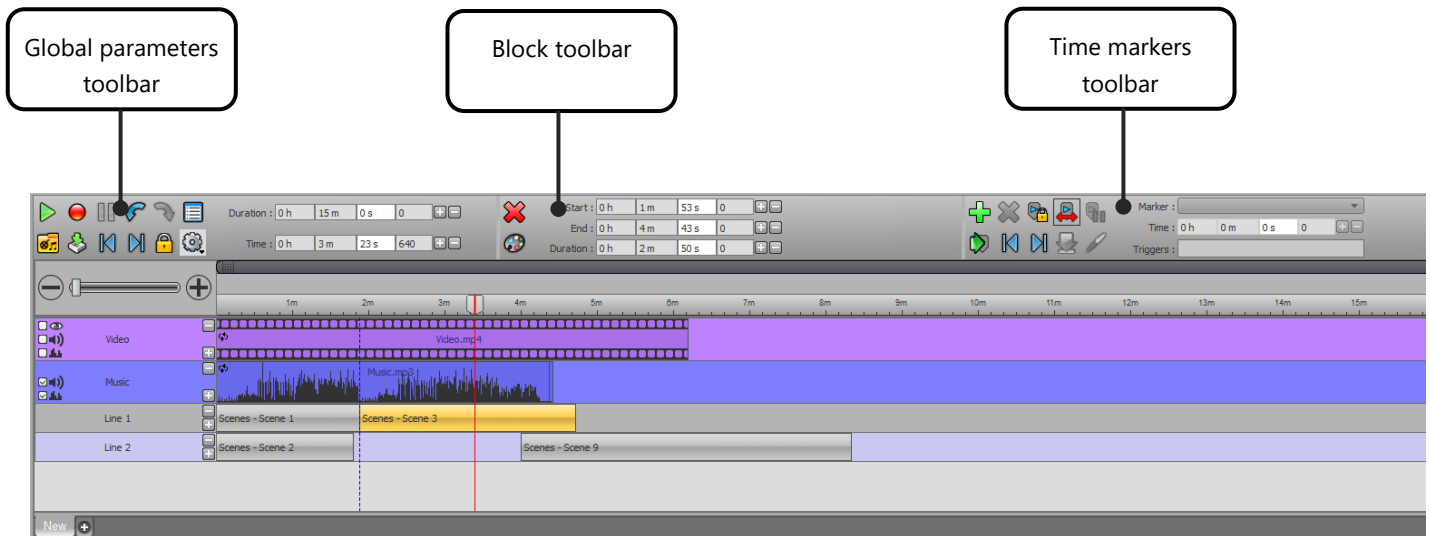 Global parameters
toolbar
Block toolbar
Time markers
toolbar
Duration : 0 h 15 m 0 s 0
Time : 0 h 3 m 23 s 640
Start : 0 h 1 m 53 s 0
End : 0 h 4 m 43 s 0
Duration : 0 h 2 m 50 s 0
Marker :
Time : 0 h 0 m 0 s 0
Triggers :
1m 2m 3m 4m 5m 6m 7m 8m 9m 10m 11m 12m 13m 14m 15m
Video Video.mp4
Music Music.mp3
Line 1 Scenes - Scene 1 Scenes - Scene 3
Line 2 Scenes - Scene 2 Scenes - Scene 9
New